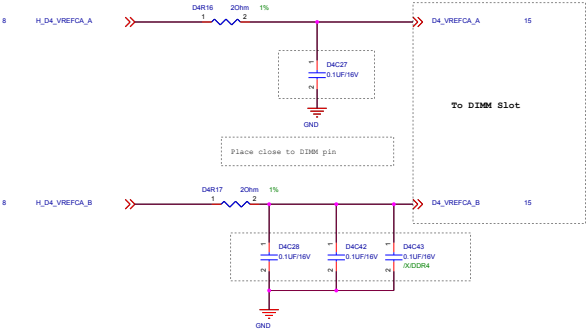 D4R16 2Ohm 1%
8 H_D4_VREFCA_A 1 2 D4_VREFCA_A 15
1
D4C27
0.1UF/16V
2
GND
To DIMM Slot
Place close to DIMM pin
D4R17 2Ohm 1%
8 H_D4_VREFCA_B 1 2 D4_VREFCA_B 15
1 1 1
D4C28 D4C42 D4C43
0.1UF/16V 0.1UF/16V 0.1UF/16V
2 2 2 /X/DDR4
GND